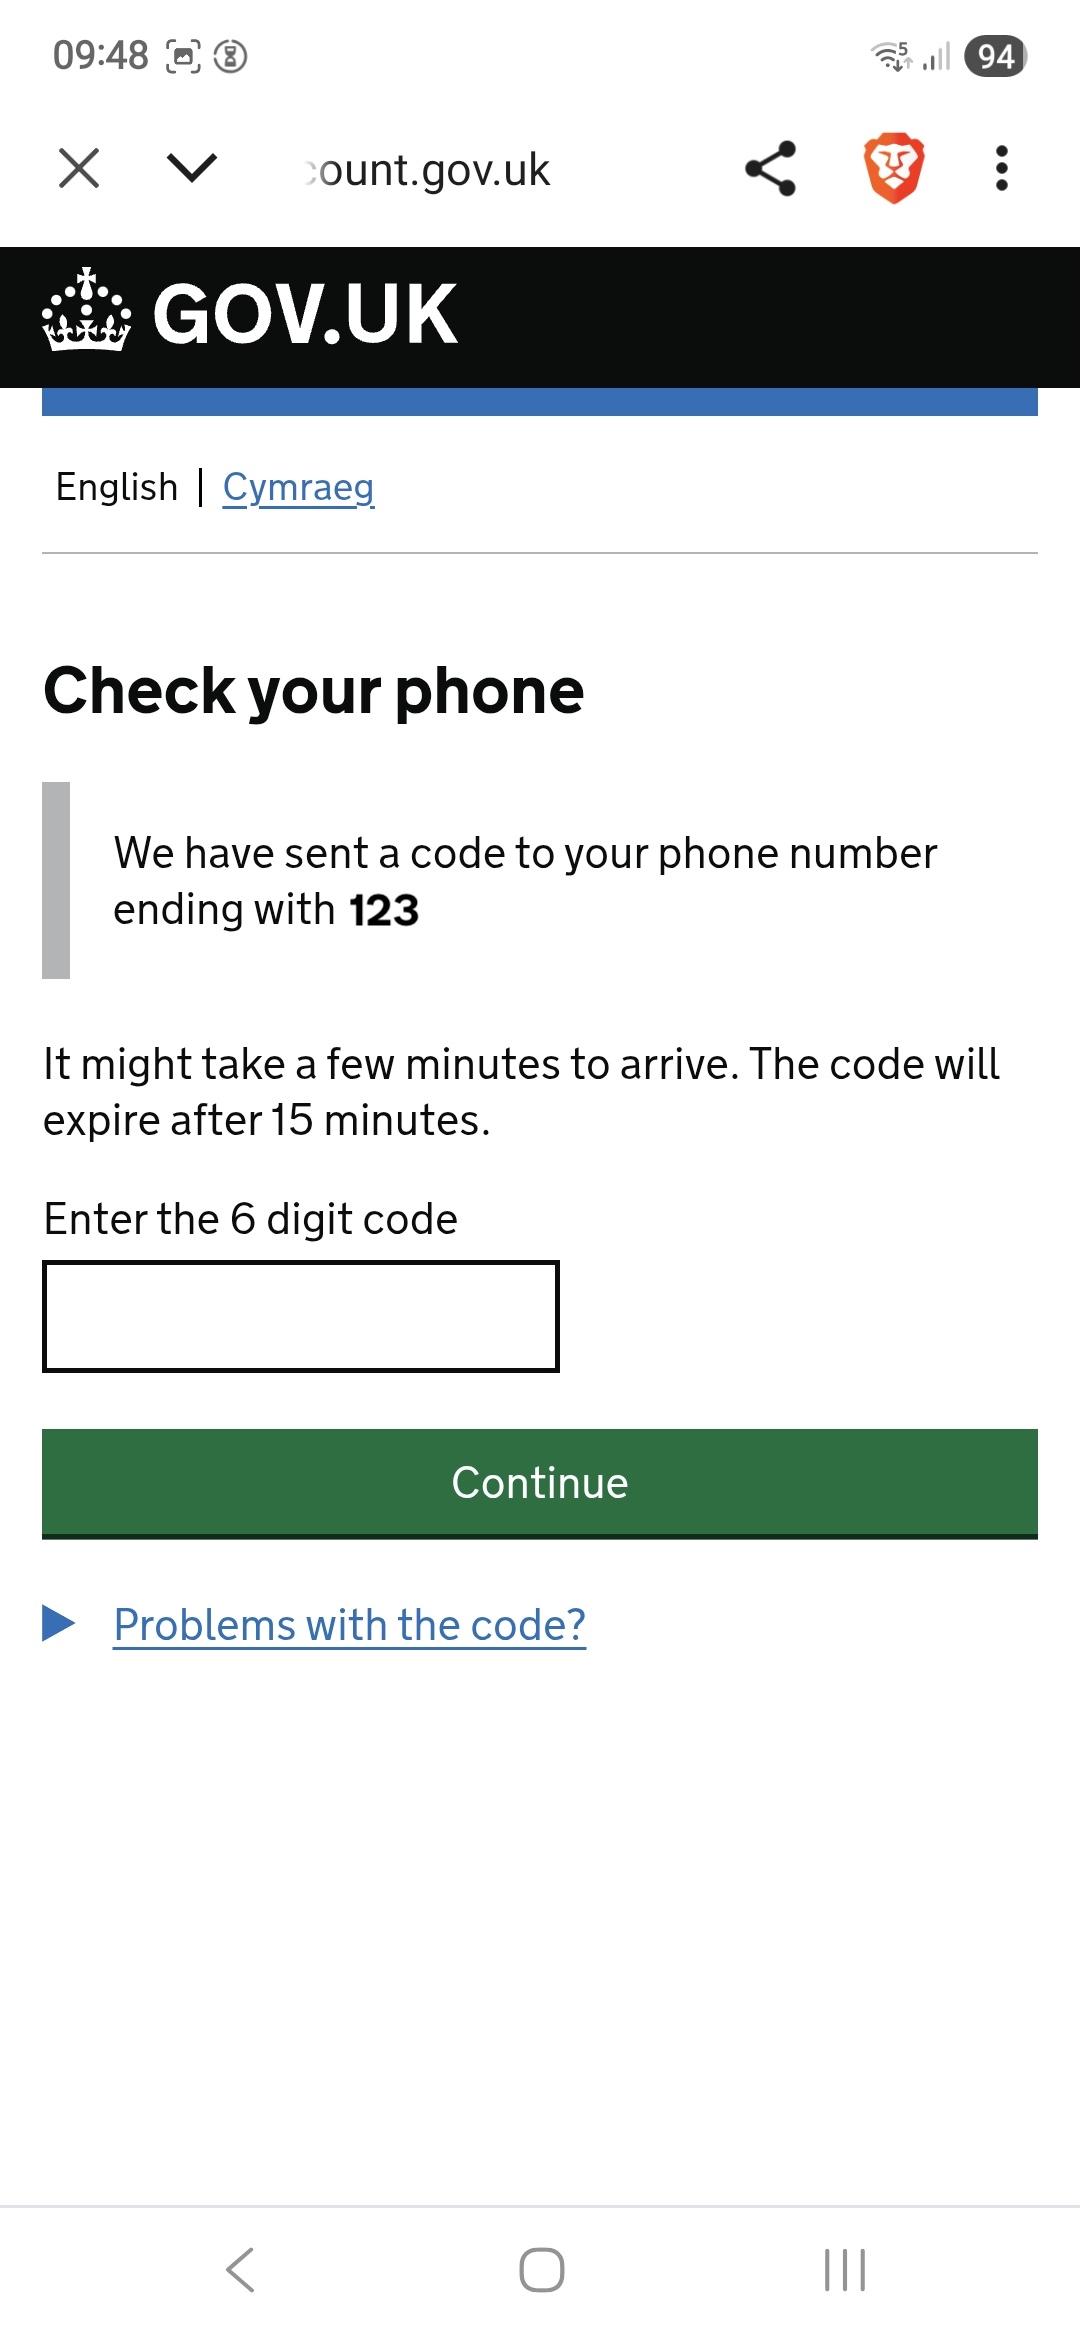 09:48
5
94
count.gov.uk
GOV.UK
English | Cymraeg
Check your phone
We have sent a code to your phone number
ending with 123
It might take a few minutes to arrive. The code will
expire after 15 minutes.
Enter the 6 digit code
Continue
Problems with the code?